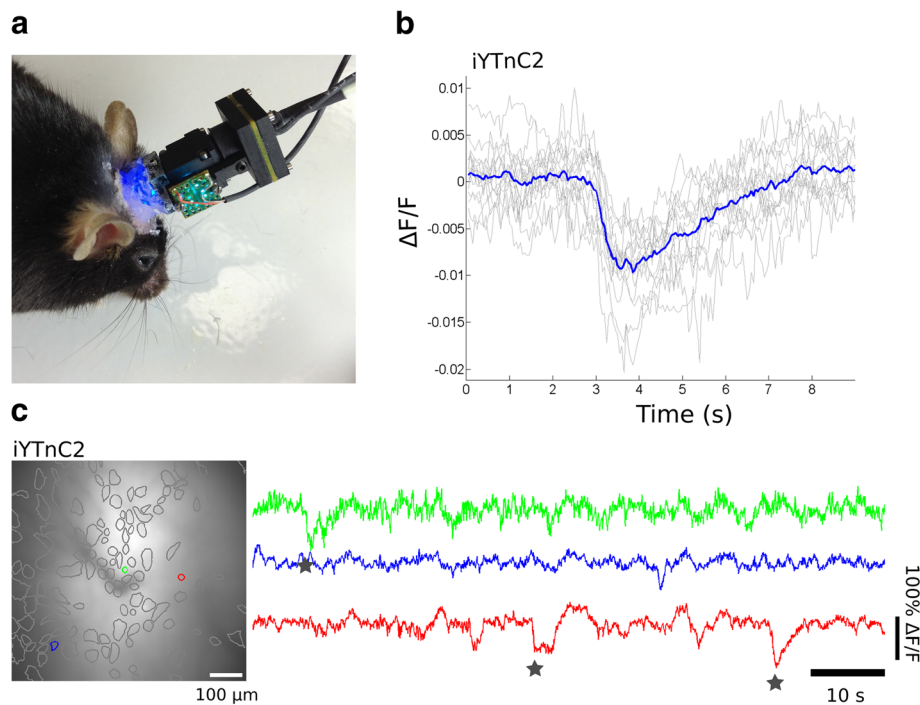 a
b
iYTnC2
0.01
0.005
0
-0.005
-0.01
-0.015
-0.02
ΔF/F
0
1
2
3
4
5
6
7
8
Time (s)
c
iYTnC2
100 μm
100% ΔF/F
10 s